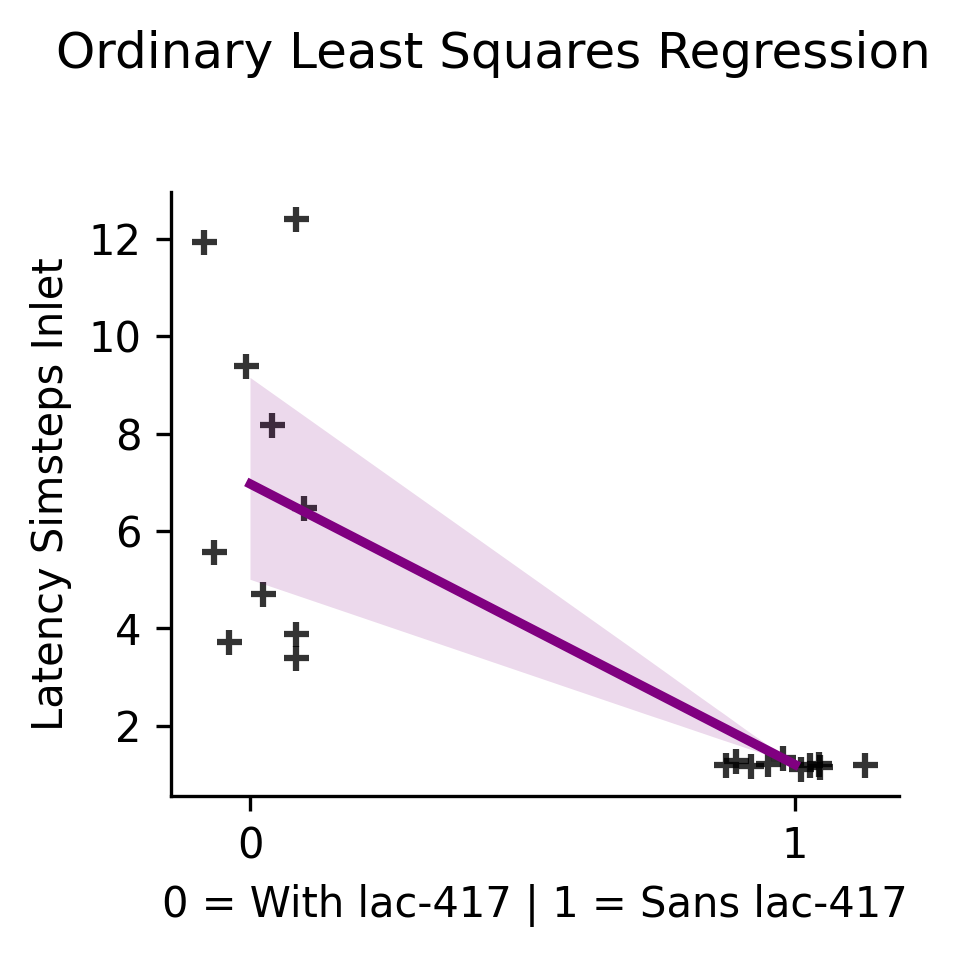 Ordinary Least Squares Regression
Latency Simsteps Inlet
12
10
8
6
4
2
0
1
0 = With lac-417 | 1 = Sans lac-417